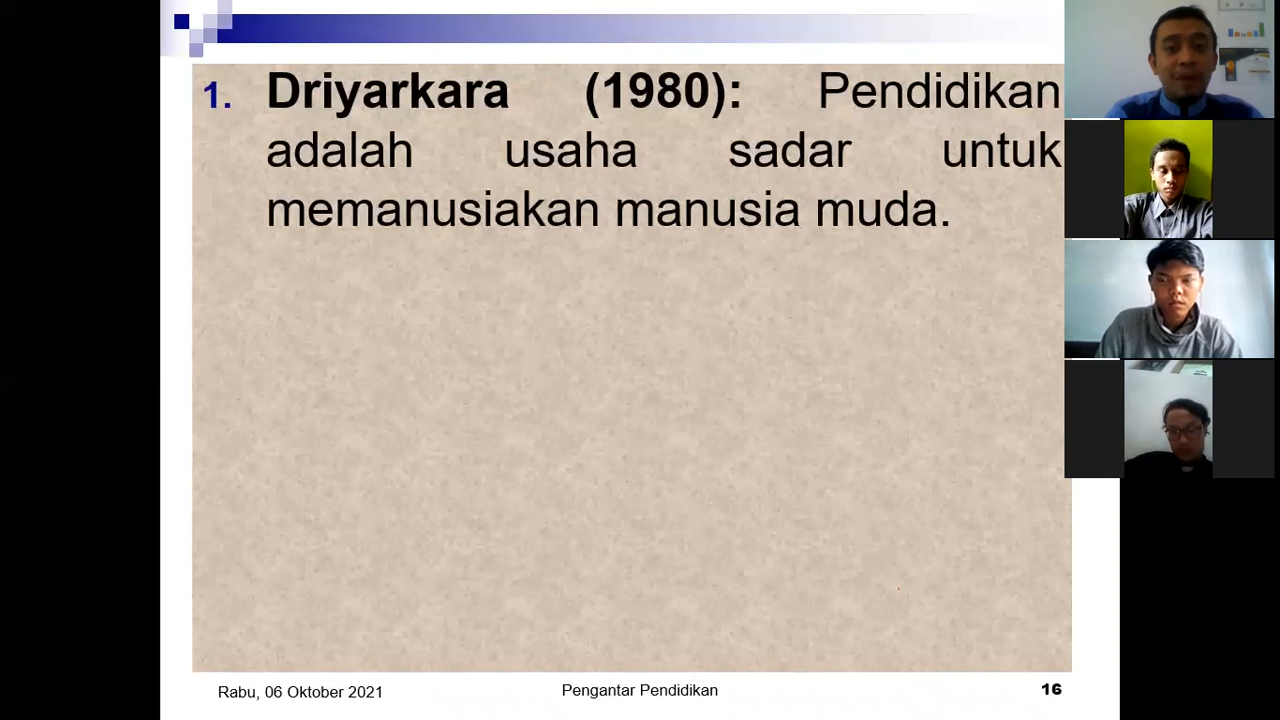 1. Driyarkara (1980): Pendidikan
adalah usaha sadar untuk
memanusiakan manusia muda.
Rabu, 06 Oktober 2021
Pengantar Pendidikan
16